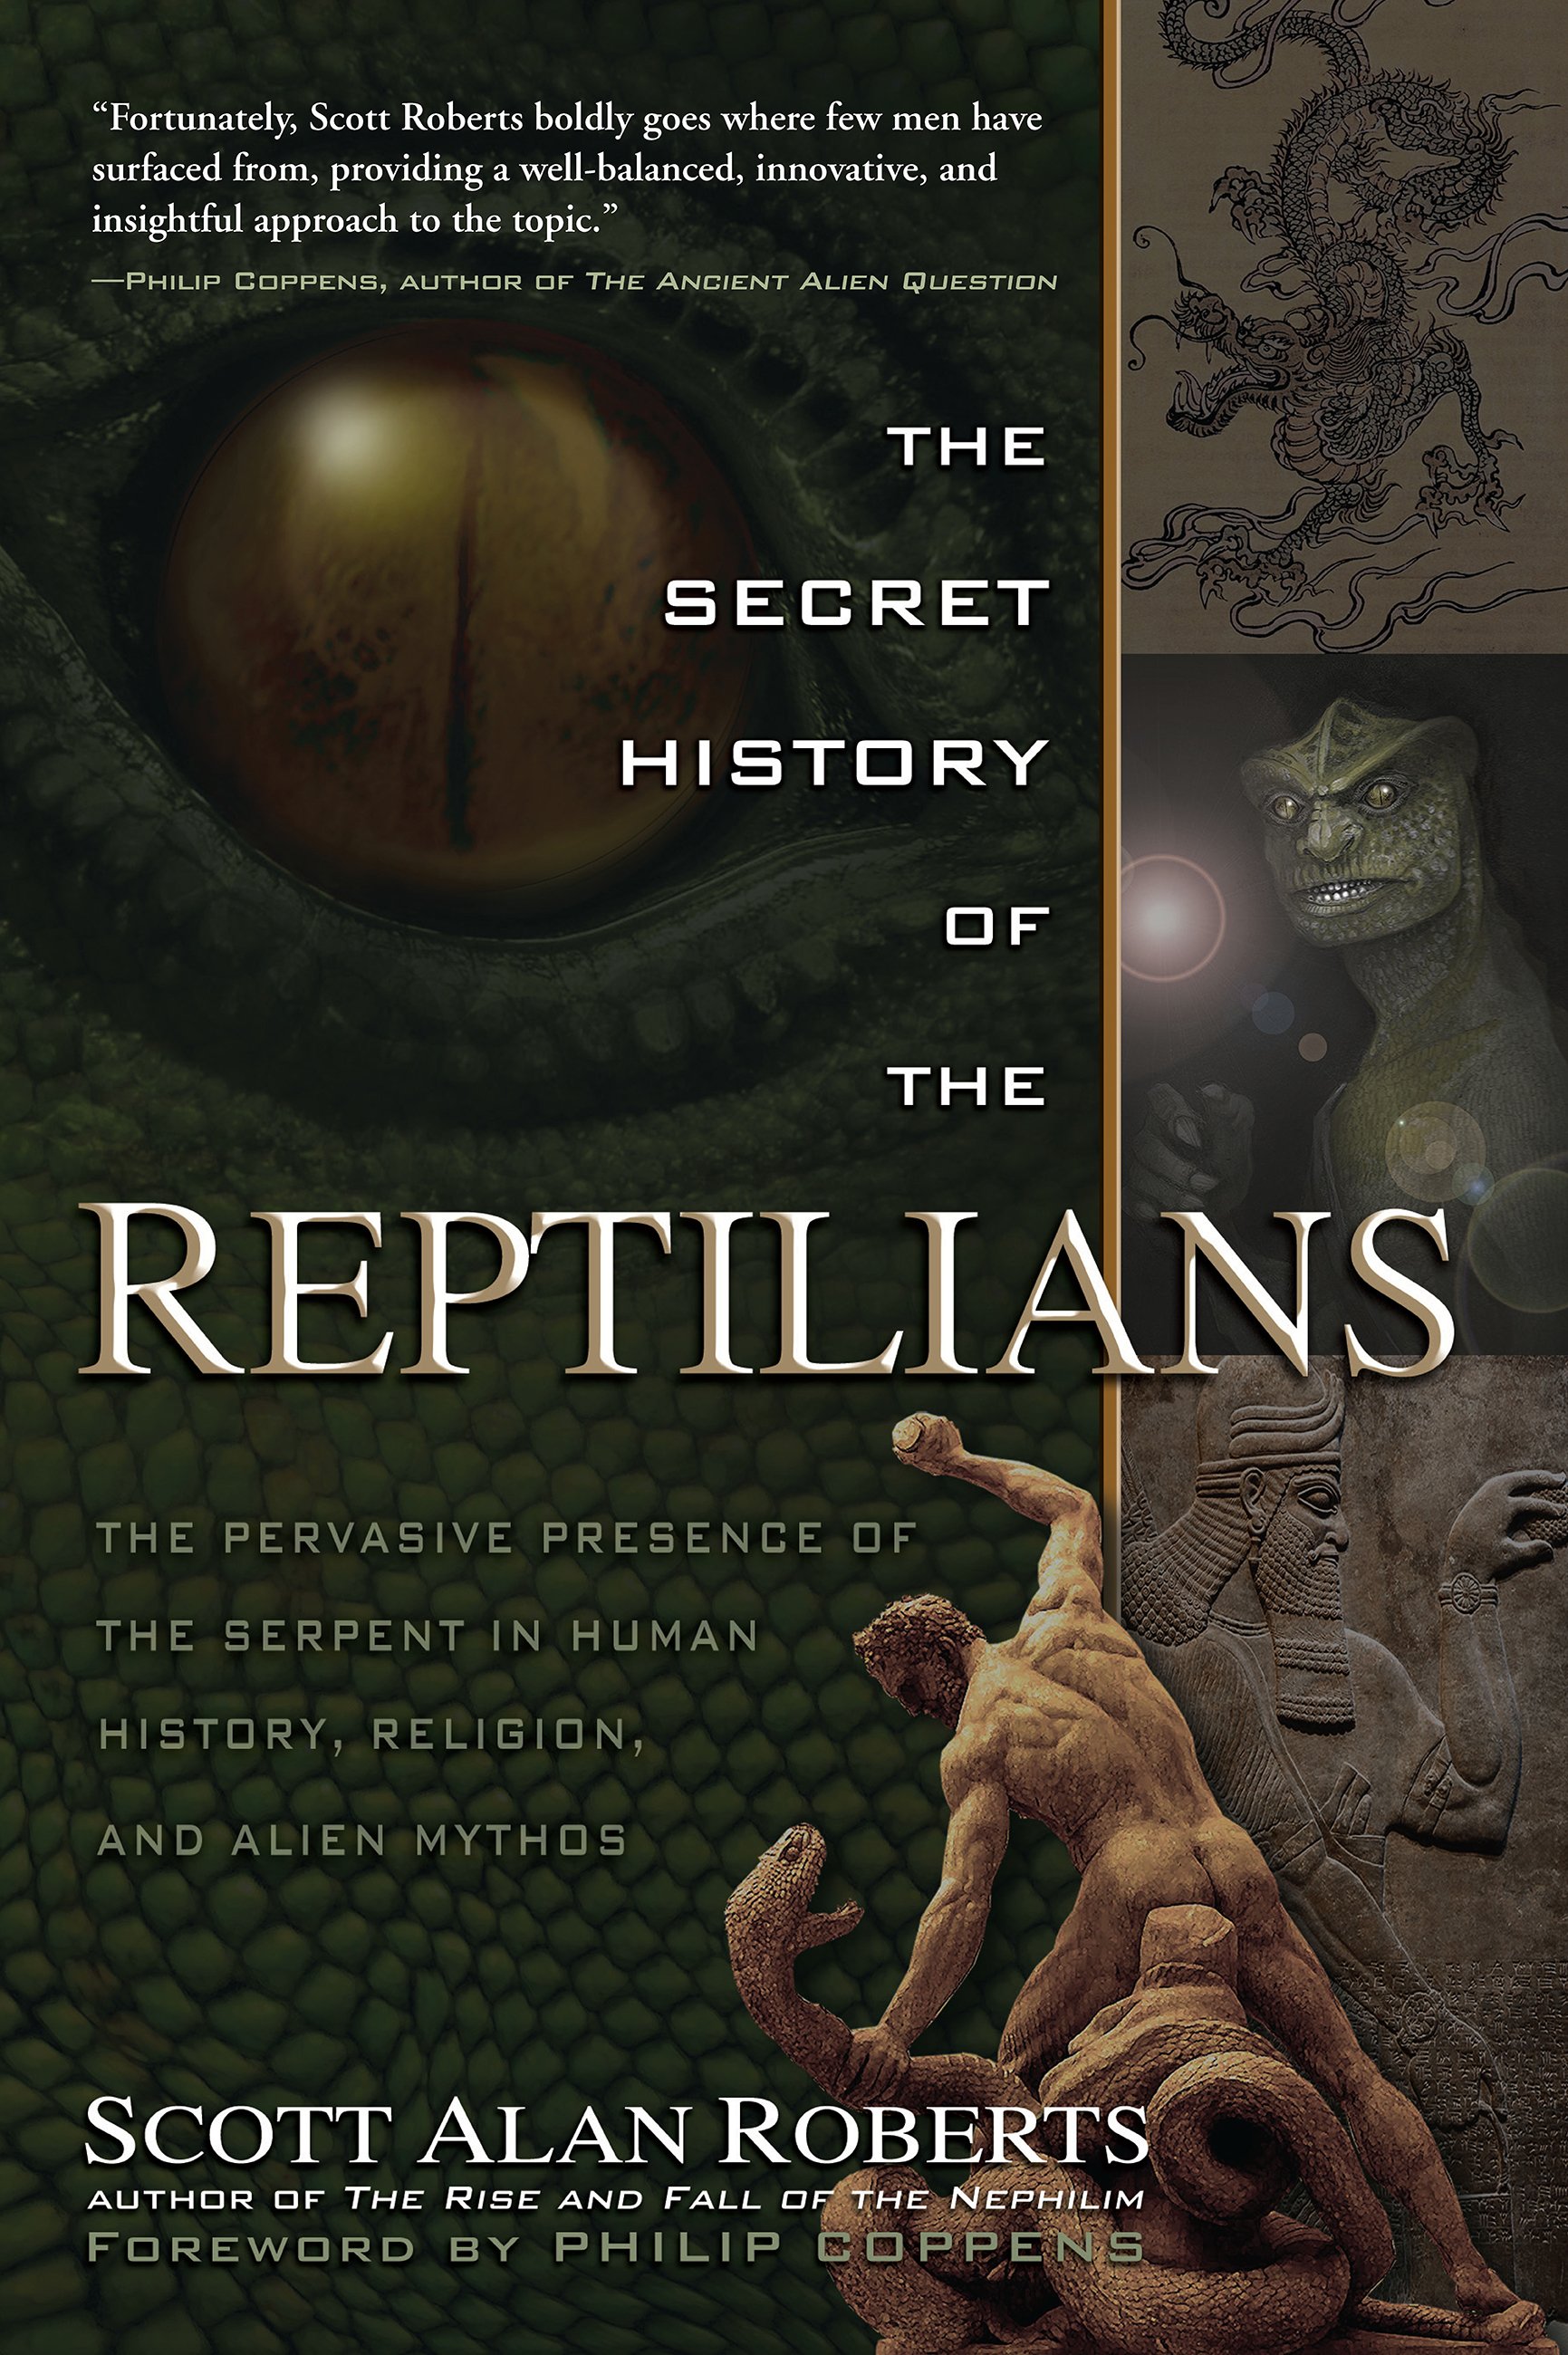 “Fortunately, Scott Roberts boldly goes where few men have
surfaced from, providing a well-balanced, innovative, and
insightful approach to the topic.”
—Philip Coppens, author of The Ancient Alien Question
THE
SECRET
HISTORY
OF
THE
REPTILIANS
THE PERVASIVE PRESENCE OF
THE SERPENT IN HUMAN
HISTORY, RELIGION,
AND ALIEN MYTHOS
SCOTT ALAN ROBERTS
AUTHOR OF THE RISE AND FALL OF THE NEPHILIM
FOREWORD BY PHILIP COPPENS